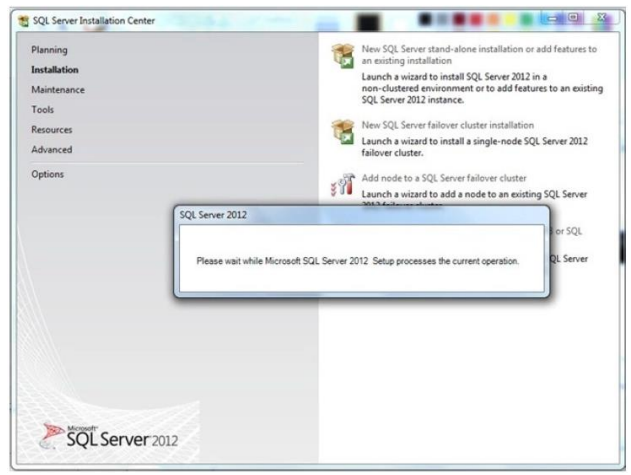 SQL Server Installation Center
Planning
Installation
Maintenance
Tools
Resources
Advanced
Options
New SQL Server stand-alone installation or add features to
an existing installation
Launch a wizard to install SQL Server 2012 in a
non-clustered environment or to add features to an existing
SQL Server 2012 instance.
New SQL Server failover cluster installation
Launch a wizard to install a single-node SQL Server 2012
failover cluster.
Add node to a SQL Server failover cluster
Launch a wizard to add a node to an existing SQL Server
2012 failover cluster.
or SQL
QL Server
SQL Server 2012
Please wait while Microsoft SQL Server 2012 Setup processes the current operation.
Microsoft
SQL Server 2012